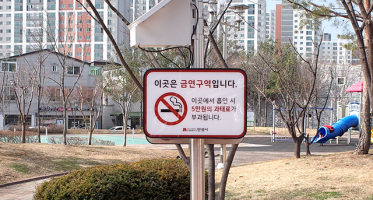 이곳은 금연구역입니다.
이곳에서 흡연 시
5만원의 과태료가
부과됩니다.